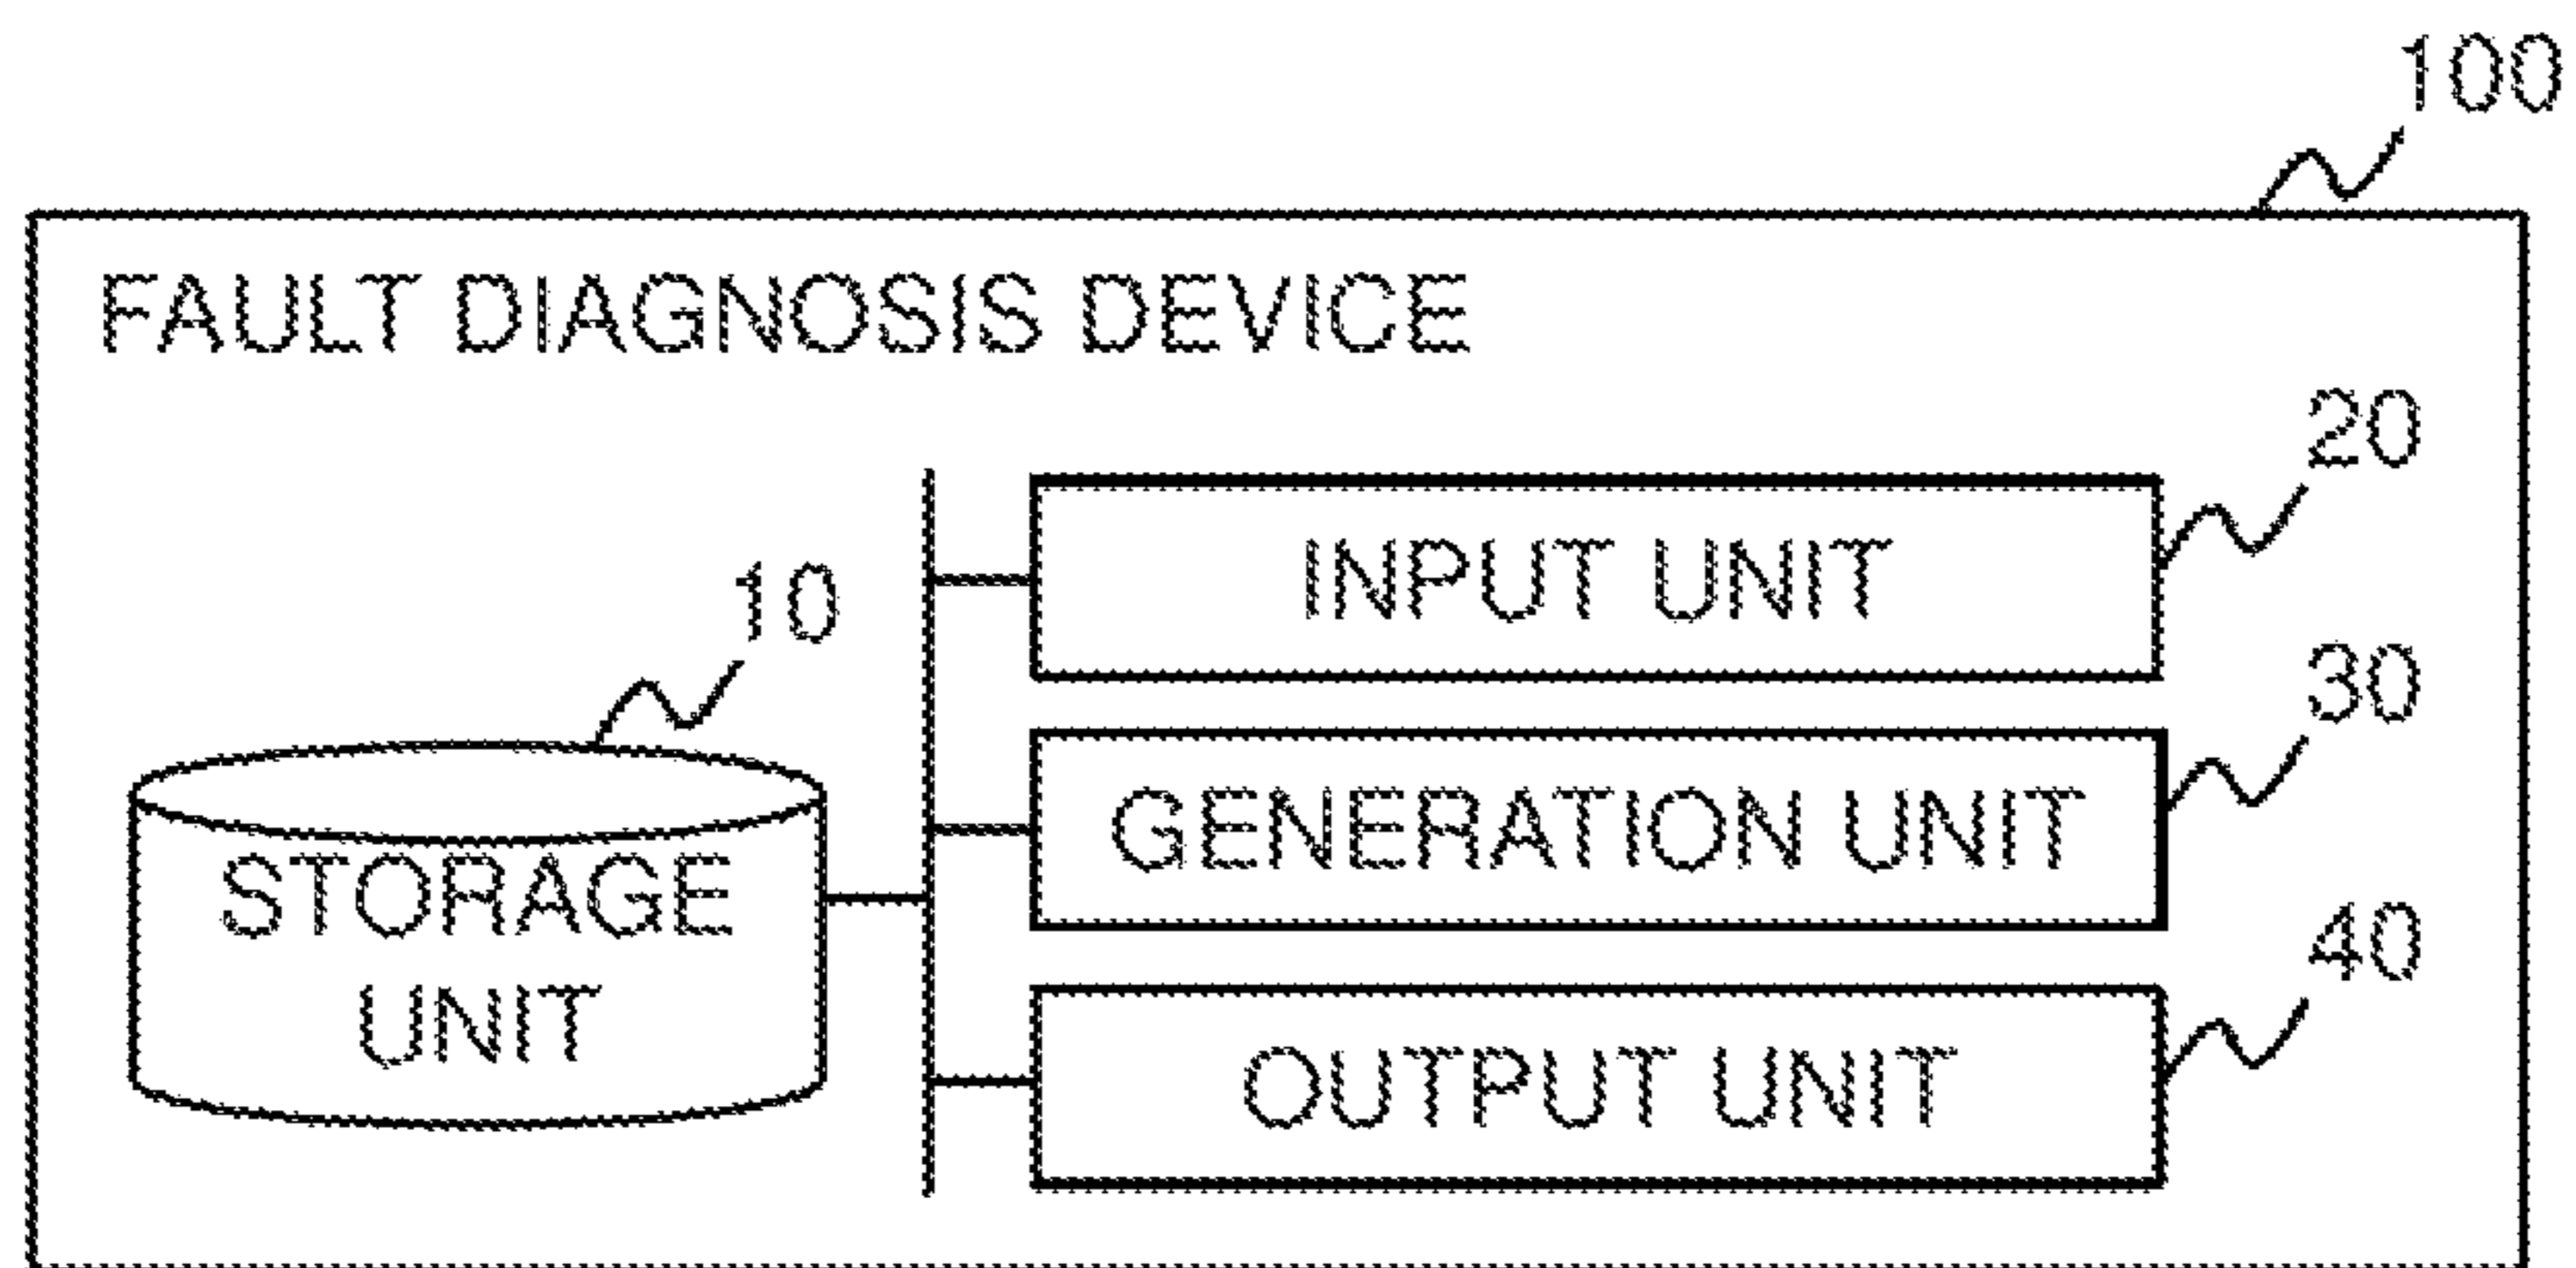 100
FAULT DIAGNOSIS DEVICE
20
INPUT UNIT
10
30
GENERATION UNIT
STORAGE
UNIT
40
OUTPUT UNIT